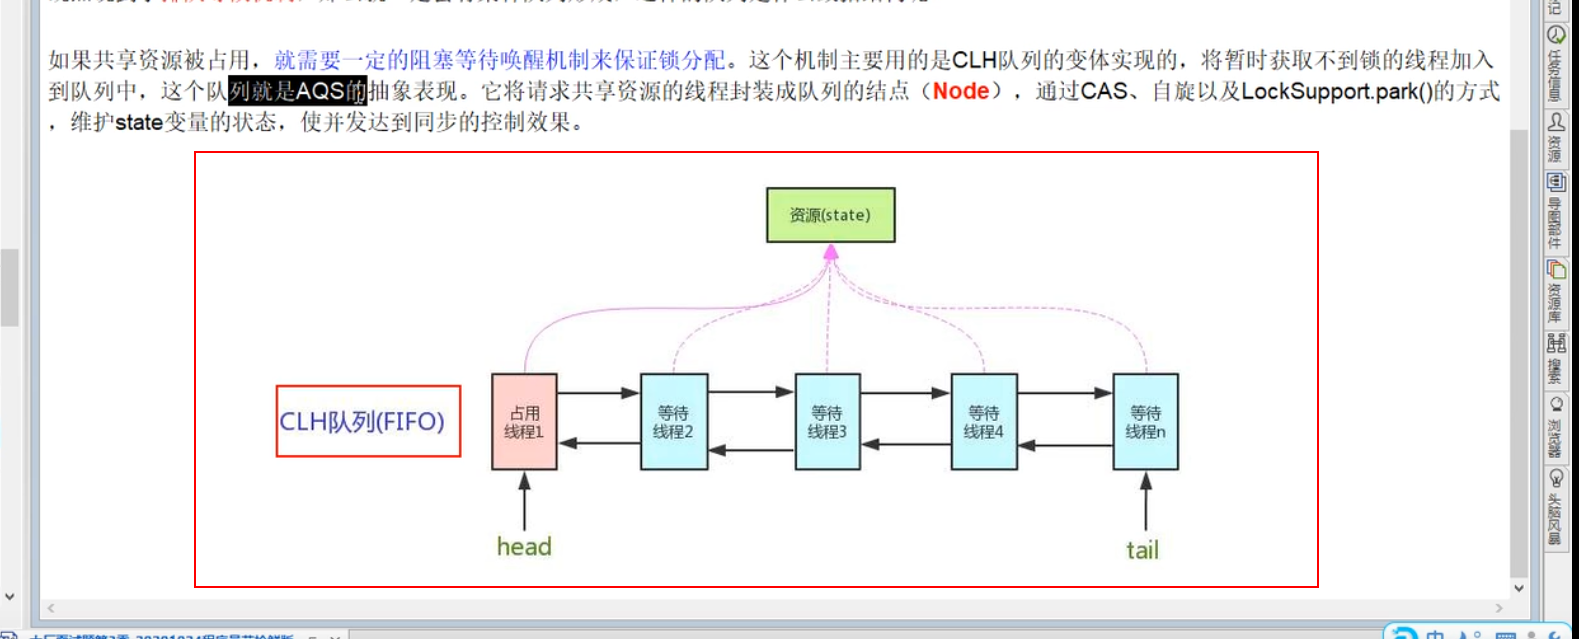 如果共享资源被占用，就需要一定的阻塞等待唤醒机制来保证锁分配。这个机制主要用的是CLH队列的变体实现的，将暂时获取不到锁的线程加入
到队列中，这个队列就是AQS的抽象表现。它将请求共享资源的线程封装成队列的结点（Node），通过CAS、自旋以及LockSupport.park()的方式
，维护state变量的状态，使并发达到同步的控制效果。
资源(state)
CLH队列(FIFO)
占用
线程1
等待
线程2
等待
线程3
等待
线程4
等待
线程n
head
tail
记
任务信息
资源
导图部件
资源库
搜索
浏览器
头脑风暴
中